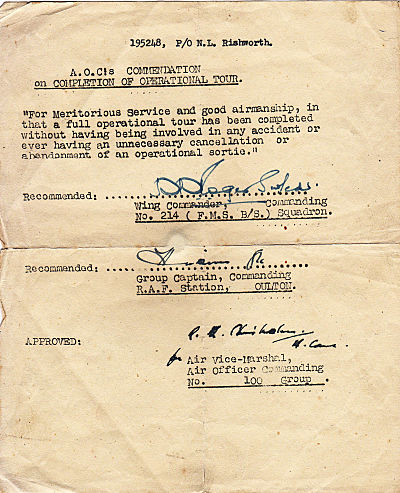 195248, P/O N.L. Rishworth.
A.O.C's COMMENDATION
on COMPLETION OF OPERATIONAL TOUR.
"For Meritorious Service and good airmanship, in
that a full operational tour has been completed
without having being involved in any accident or
ever having an unnecessary cancellation or
abandonment of an operational sortie."
Recommended:
Wing Commander, Commanding
No. 214 ( F.M.S. B/S.) Squadron.
Recommended:
Group Captain, Commanding
R.A.F. Station, OULTON.
APPROVED:
for Air Vice-Marshal,
Air Officer Commanding
No. 100 Group .